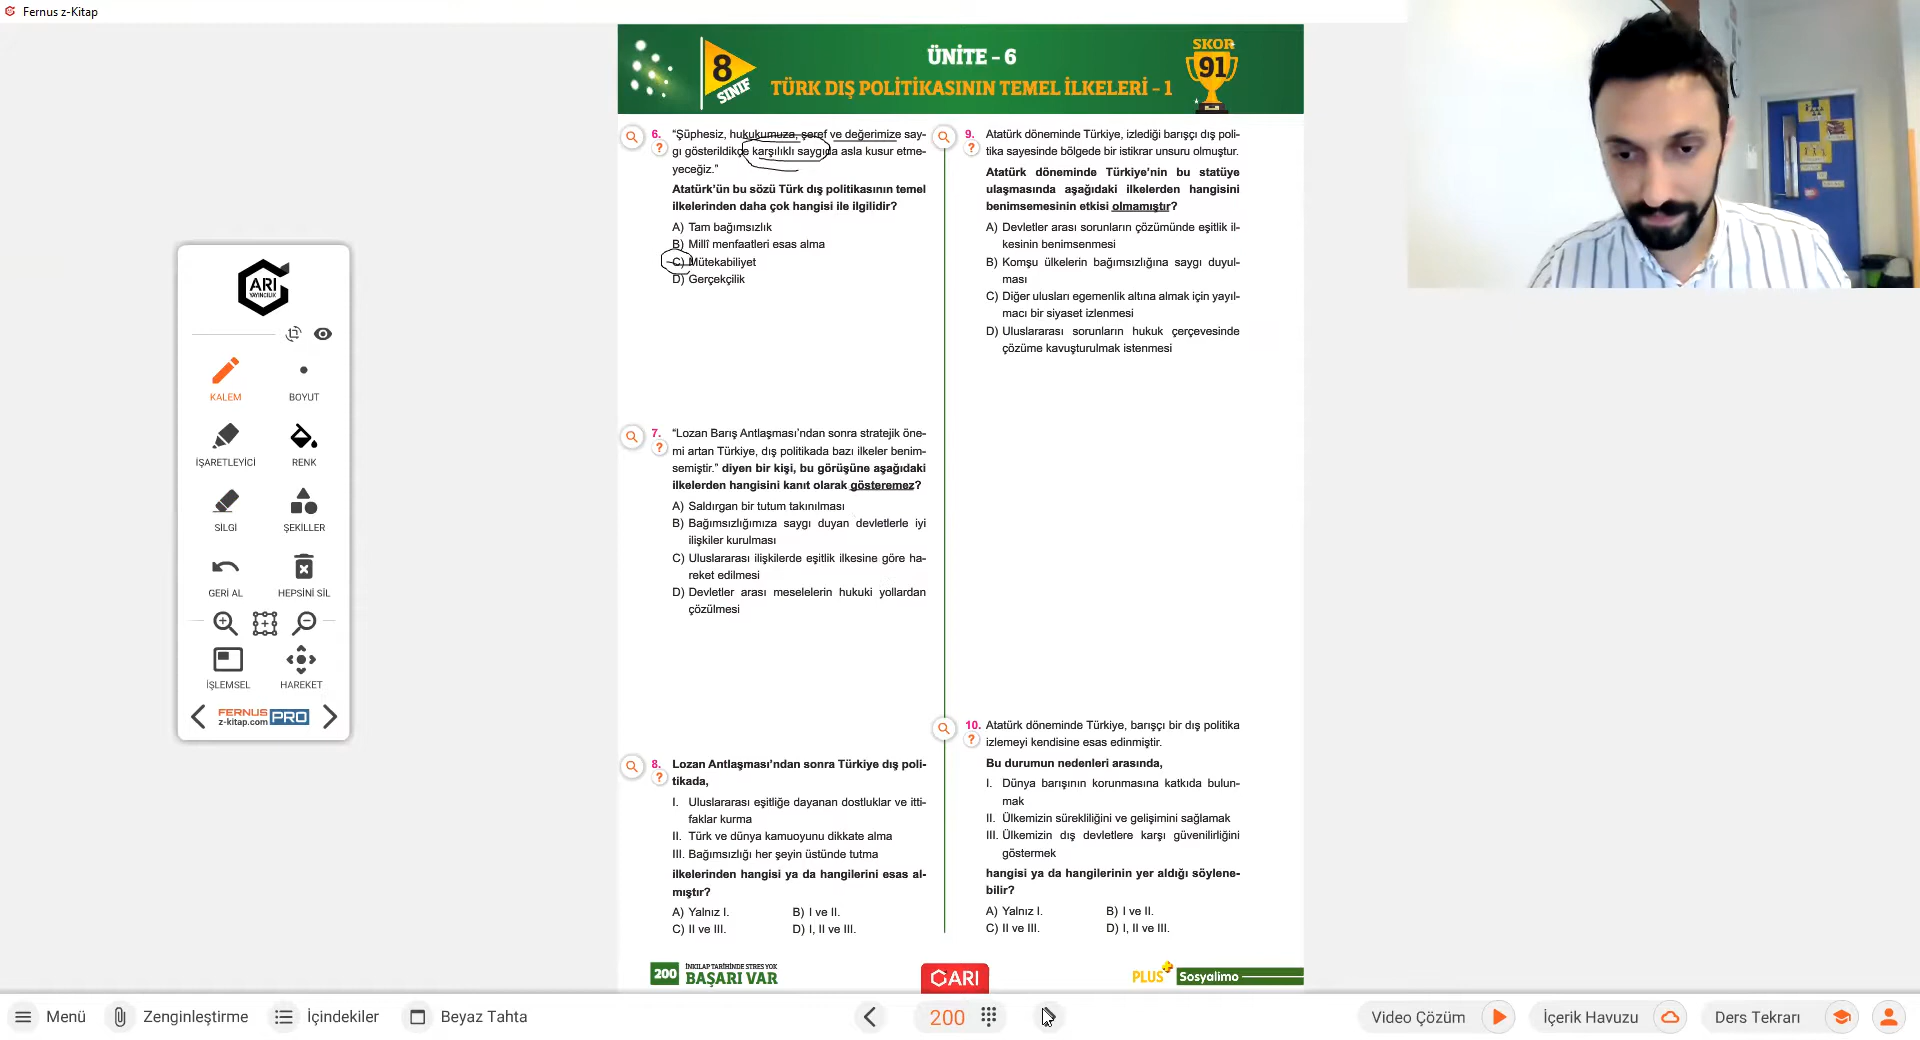 Fernus z-Kitap
8
SINIF
ÜNİTE - 6
TÜRK DIŞ POLİTİKASININ TEMEL İLKELERİ - 1
SKOR
91
6. “Şüphesiz, hukukumuza, şeref ve değerimize say-
gı gösterildikçe karşılıklı saygıda asla kusur etme-
yeceğiz.”
Atatürk’ün bu sözü Türk dış politikasının temel
ilkelerinden daha çok hangisi ile ilgilidir?
A) Tam bağımsızlık
B) Millî menfaatleri esas alma
C) Mütekabiliyet
D) Gerçekçilik
7. “Lozan Barış Antlaşması’ndan sonra stratejik öne-
mi artan Türkiye, dış politikada bazı ilkeler benim-
semiştir.” diyen bir kişi, bu görüşüne aşağıdaki
ilkelerden hangisini kanıt olarak gösteremez?
A) Saldırgan bir tutum takınılması
B) Bağımsızlığımıza saygı duyan devletlerle iyi
ilişkiler kurulması
C) Uluslararası ilişkilerde eşitlik ilkesine göre ha-
reket edilmesi
D) Devletler arası meselelerin hukuki yollardan
çözülmesi
8. Lozan Antlaşması’ndan sonra Türkiye dış poli-
tikada,
I. Uluslararası eşitliğe dayanan dostluklar ve itti-
faklar kurma
II. Türk ve dünya kamuoyunu dikkate alma
III. Bağımsızlığı her şeyin üstünde tutma
ilkelerinden hangisi ya da hangilerini esas al-
mıştır?
A) Yalnız I. B) I ve II.
C) II ve III. D) I, II ve III.
9. Atatürk döneminde Türkiye, izlediği barışçı dış poli-
tika sayesinde bölgede bir istikrar unsuru olmuştur.
Atatürk döneminde Türkiye’nin bu statüye
ulaşmasında aşağıdaki ilkelerden hangisini
benimsemesinin etkisi olmamıştır?
A) Devletler arası sorunların çözümünde eşitlik il-
kesinin benimsenmesi
B) Komşu ülkelerin bağımsızlığına saygı duyul-
ması
C) Diğer ulusları egemenlik altına almak için yayıl-
macı bir siyaset izlenmesi
D) Uluslararası sorunların hukuk çerçevesinde
çözüme kavuşturulmak istenmesi
10. Atatürk döneminde Türkiye, barışçı bir dış politika
izlemeyi kendisine esas edinmiştir.
Bu durumun nedenleri arasında,
I. Dünya barışının korunmasına katkıda bulun-
mak
II. Ülkemizin sürekliliğini ve gelişimini sağlamak
III. Ülkemizin dış devletlere karşı güvenilirliğini
göstermek
hangisi ya da hangilerinin yer aldığı söylene-
bilir?
A) Yalnız I. B) I ve II.
C) II ve III. D) I, II ve III.
200 İNKILAP TARİHİNDE STRES YOK
BAŞARI VAR
ARI
PLUS+ Sosyalimo
ARI
YAYINCILIK
KALEM BOYUT
İŞARETLEYİCİ RENK
SİLGİ ŞEKİLLER
GERİ AL HEPSİNİ SİL
İŞLEMSEL HAREKET
FERNUS
z-kitap.com PRO
Menü Zenginleştirme İçindekiler Beyaz Tahta 200 Video Çözüm İçerik Havuzu Ders Tekrarı